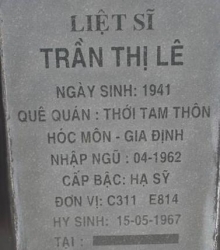 LIỆT SĨ
TRẦN THỊ LÊ
NGÀY SINH: 1941
QUÊ QUÁN : THỚI TAM THÔN
HÓC MÔN - GIA ĐỊNH
NHẬP NGŨ : 04-1962
CẤP BẬC: HẠ SỸ
ĐƠN VỊ: C311 E814
HY SINH: 15-05-1967
TẠI :